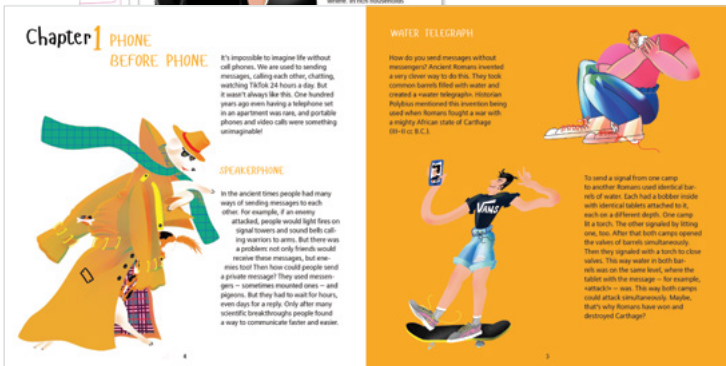 where: in rich households
Chapter 1 PHONE
BEFORE PHONE
It's impossible to imagine life without
cell phones. We are used to sending
messages, calling each other, chatting,
watching TikTok 24 hours a day. But
it wasn't always like this. One hundred
years ago even having a telephone set
in an apartment was rare, and portable
phones and video calls were something
unimaginable!
SPEAKERPHONE
In the ancient times people had many
ways of sending messages to each
other. For example, if an enemy
attacked, people would light fires on
signal towers and sound bells call-
ing warriors to arms. But there was
a problem: not only friends would
receive these messages, but ene-
mies too! Then how could people send
a private message? They used messen-
gers — sometimes mounted ones — and
pigeons. But they had to wait for hours,
even days for a reply. Only after many
scientific breakthroughs people found
a way to communicate faster and easier.
4
WATER TELEGRAPH
How do you send messages without
messengers? Ancient Romans invented
a very clever way to do this. They took
common barrels filled with water and
created a «water telegraph». Historian
Polybius mentioned this invention being
used when Romans fought a war with
a mighty African state of Carthage
(III–II cc B.C.).
VANS
To send a signal from one camp
to another Romans used identical bar-
rels of water. Each had a bobber inside
with identical tablets attached to it,
each on a different depth. One camp
lit a torch. The other signaled by litting
one, too. After that both camps opened
the valves of barrels simultaneously.
Then they signaled with a torch to close
valves. This way water in both bar-
rels was on the same level, where the
tablet with the message — for example,
«attack!» — was. This way both camps
could attack simultaneously. Maybe,
that's why Romans have won and
destroyed Carthage?
5